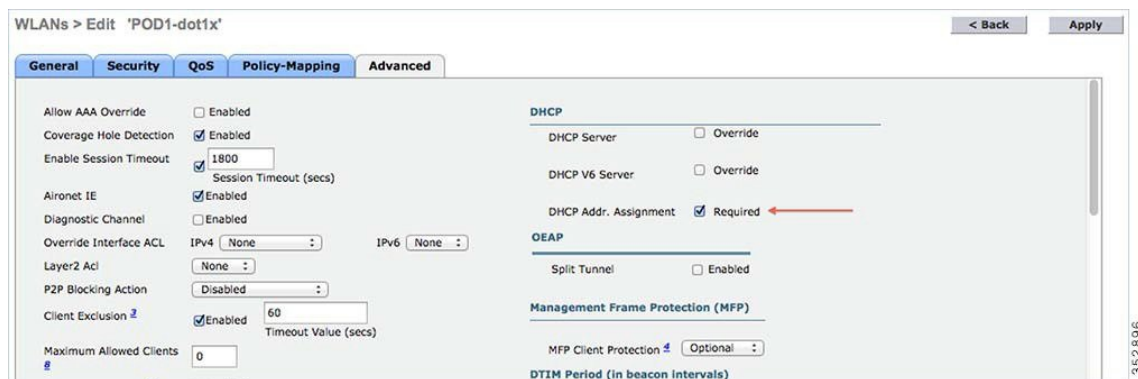 WLANs > Edit 'POD1-dot1x'
< Back
Apply
General
Security
QoS
Policy-Mapping
Advanced
Allow AAA Override
Enabled
Coverage Hole Detection
Enabled
Enable Session Timeout
1800
Session Timeout (secs)
Aironet IE
Enabled
Diagnostic Channel
Enabled
Override Interface ACL
IPv4
None
IPv6
None
Layer2 Acl
None
P2P Blocking Action
Disabled
Client Exclusion 3
Enabled
60
Timeout Value (secs)
Maximum Allowed Clients
8
0
DHCP
DHCP Server
Override
DHCP V6 Server
Override
DHCP Addr. Assignment
Required
OEAP
Split Tunnel
Enabled
Management Frame Protection (MFP)
MFP Client Protection 4
Optional
DTIM Period (in beacon intervals)
352896